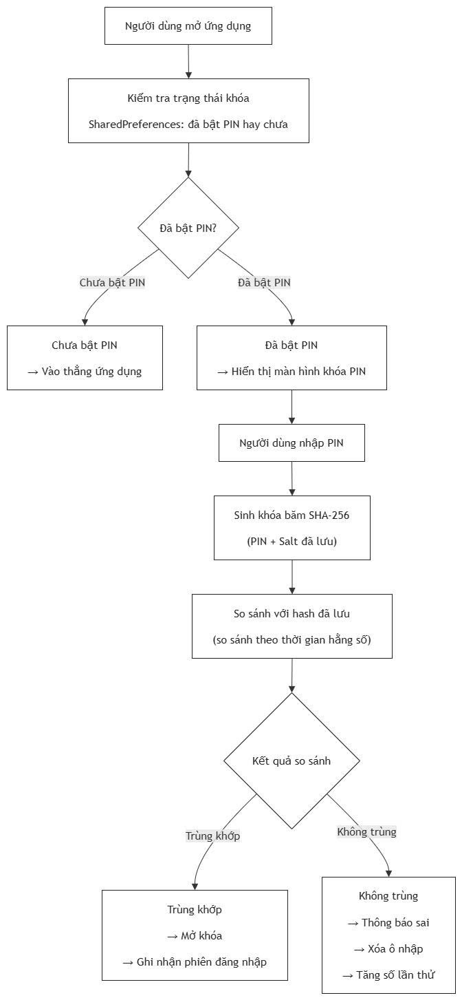 Người dùng mở ứng dụng
Kiểm tra trạng thái khóa
SharedPreferences: đã bật PIN hay chưa
Đã bật PIN?
Chưa bật PIN
Đã bật PIN
Chưa bật PIN
→ Vào thẳng ứng dụng
Đã bật PIN
→ Hiển thị màn hình khóa PIN
Người dùng nhập PIN
Sinh khóa băm SHA-256
(PIN + Salt đã lưu)
So sánh với hash đã lưu
(so sánh theo thời gian hằng số)
Kết quả so sánh
Trùng khớp
Không trùng
Trùng khớp
→ Mở khóa
→ Ghi nhận phiên đăng nhập
Không trùng
→ Thông báo sai
→ Xóa ô nhập
→ Tăng số lần thử